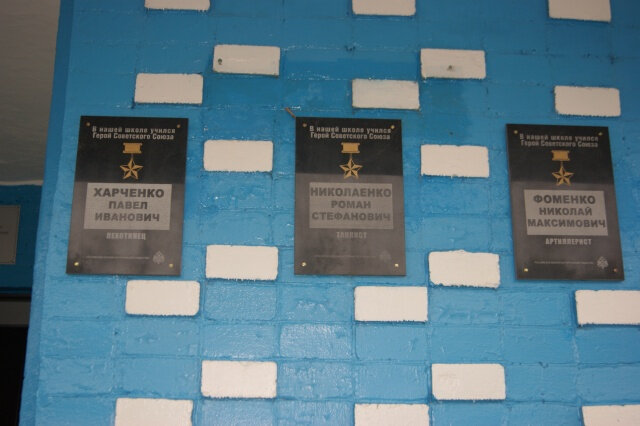 В нашей школе учился
Герой Советского Союза
ХАРЧЕНКО
ПАВЕЛ
ИВАНОВИЧ
ПЕХОТИНЕЦ
В нашей школе учился
Герой Советского Союза
НИКОЛАЕНКО
РОМАН
СТЕФАНОВИЧ
ТАНКИСТ
В нашей школе учился
Герой Советского Союза
ФОМЕНКО
НИКОЛАЙ
МАКСИМОВИЧ
АРТИЛЛЕРИСТ